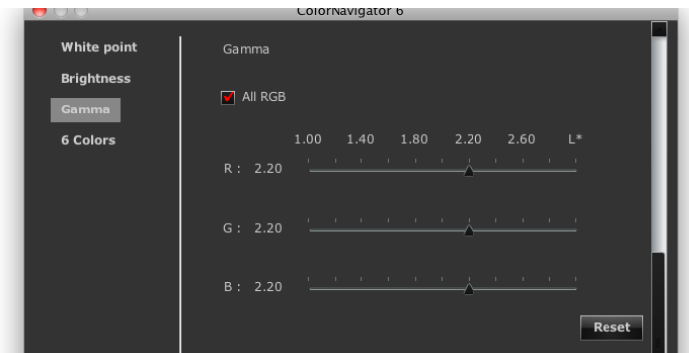 ColorNavigator 6
White point
Brightness
Gamma
6 Colors
Gamma
All RGB
1.00 1.40 1.80 2.20 2.60 L*
R : 2.20
G : 2.20
B : 2.20
Reset